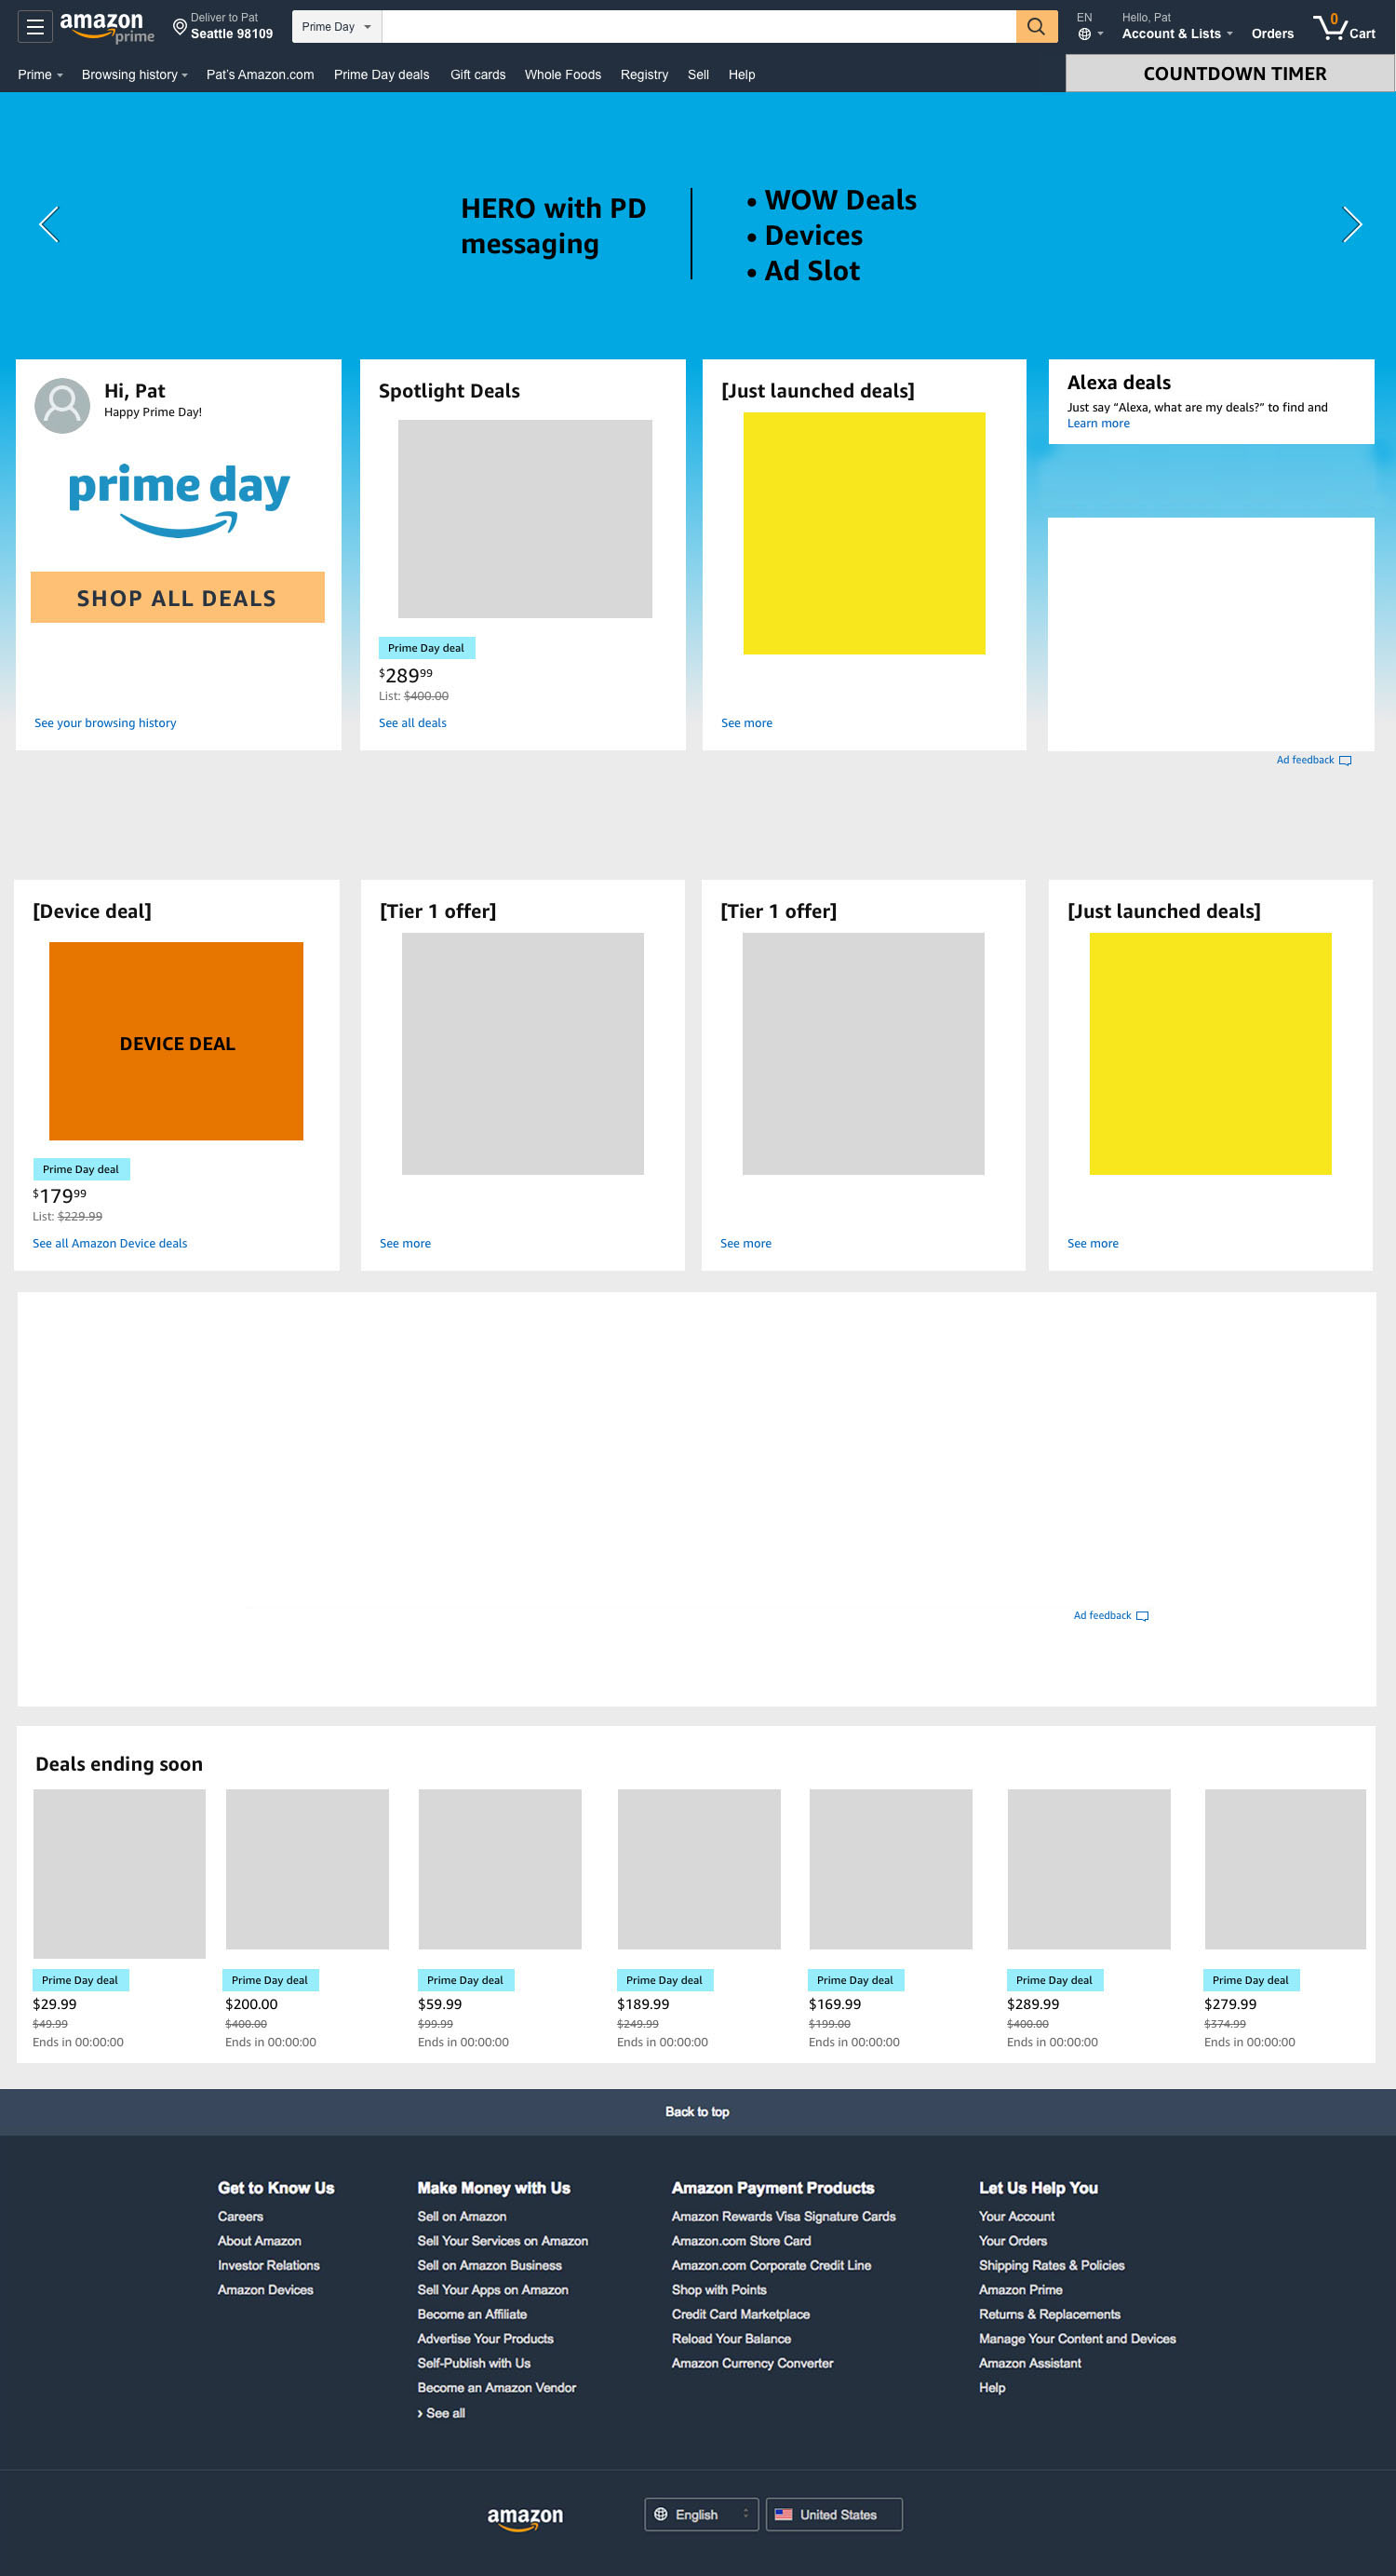 amazon
prime
Deliver to Pat
Seattle 98109
Prime Day
EN
Hello, Pat
Account & Lists
Orders
0
Cart
Prime
Browsing history
Pat's Amazon.com
Prime Day deals
Gift cards
Whole Foods
Registry
Sell
Help
COUNTDOWN TIMER
HERO with PD
messaging
• WOW Deals
• Devices
• Ad Slot
Hi, Pat
Happy Prime Day!
prime day
SHOP ALL DEALS
See your browsing history
Spotlight Deals
Prime Day deal
$28999
List: $400.00
See all deals
[Just launched deals]
See more
Alexa deals
Just say “Alexa, what are my deals?” to find and
Learn more
Ad feedback
[Device deal]
DEVICE DEAL
Prime Day deal
$17999
List: $229.99
See all Amazon Device deals
[Tier 1 offer]
See more
[Tier 1 offer]
See more
[Just launched deals]
See more
Ad feedback
Deals ending soon
Prime Day deal
$29.99
$49.99
Ends in 00:00:00
Prime Day deal
$200.00
$400.00
Ends in 00:00:00
Prime Day deal
$59.99
$99.99
Ends in 00:00:00
Prime Day deal
$189.99
$249.99
Ends in 00:00:00
Prime Day deal
$169.99
$199.00
Ends in 00:00:00
Prime Day deal
$289.99
$400.00
Ends in 00:00:00
Prime Day deal
$279.99
$374.99
Ends in 00:00:00
Back to top
Get to Know Us
Careers
About Amazon
Investor Relations
Amazon Devices
Make Money with Us
Sell on Amazon
Sell Your Services on Amazon
Sell on Amazon Business
Sell Your Apps on Amazon
Become an Affiliate
Advertise Your Products
Self-Publish with Us
Become an Amazon Vendor
› See all
Amazon Payment Products
Amazon Rewards Visa Signature Cards
Amazon.com Store Card
Amazon.com Corporate Credit Line
Shop with Points
Credit Card Marketplace
Reload Your Balance
Amazon Currency Converter
Let Us Help You
Your Account
Your Orders
Shipping Rates & Policies
Amazon Prime
Returns & Replacements
Manage Your Content and Devices
Amazon Assistant
Help
amazon
English
United States